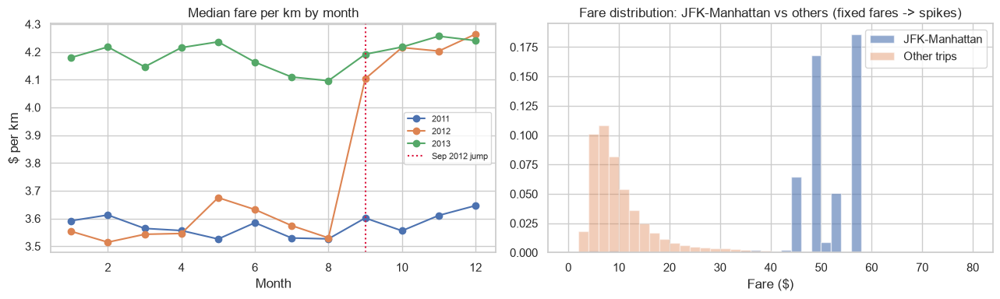 Median fare per km by month
4.3
4.2
4.1
4.0
3.9
3.8
3.7
3.6
3.5
$ per km
2 4 6 8 10 12
Month
2011
2012
2013
Sep 2012 jump
Fare distribution: JFK-Manhattan vs others (fixed fares -> spikes)
0.175
0.150
0.125
0.100
0.075
0.050
0.025
0.000
0 10 20 30 40 50 60 70 80
Fare ($)
JFK-Manhattan
Other trips